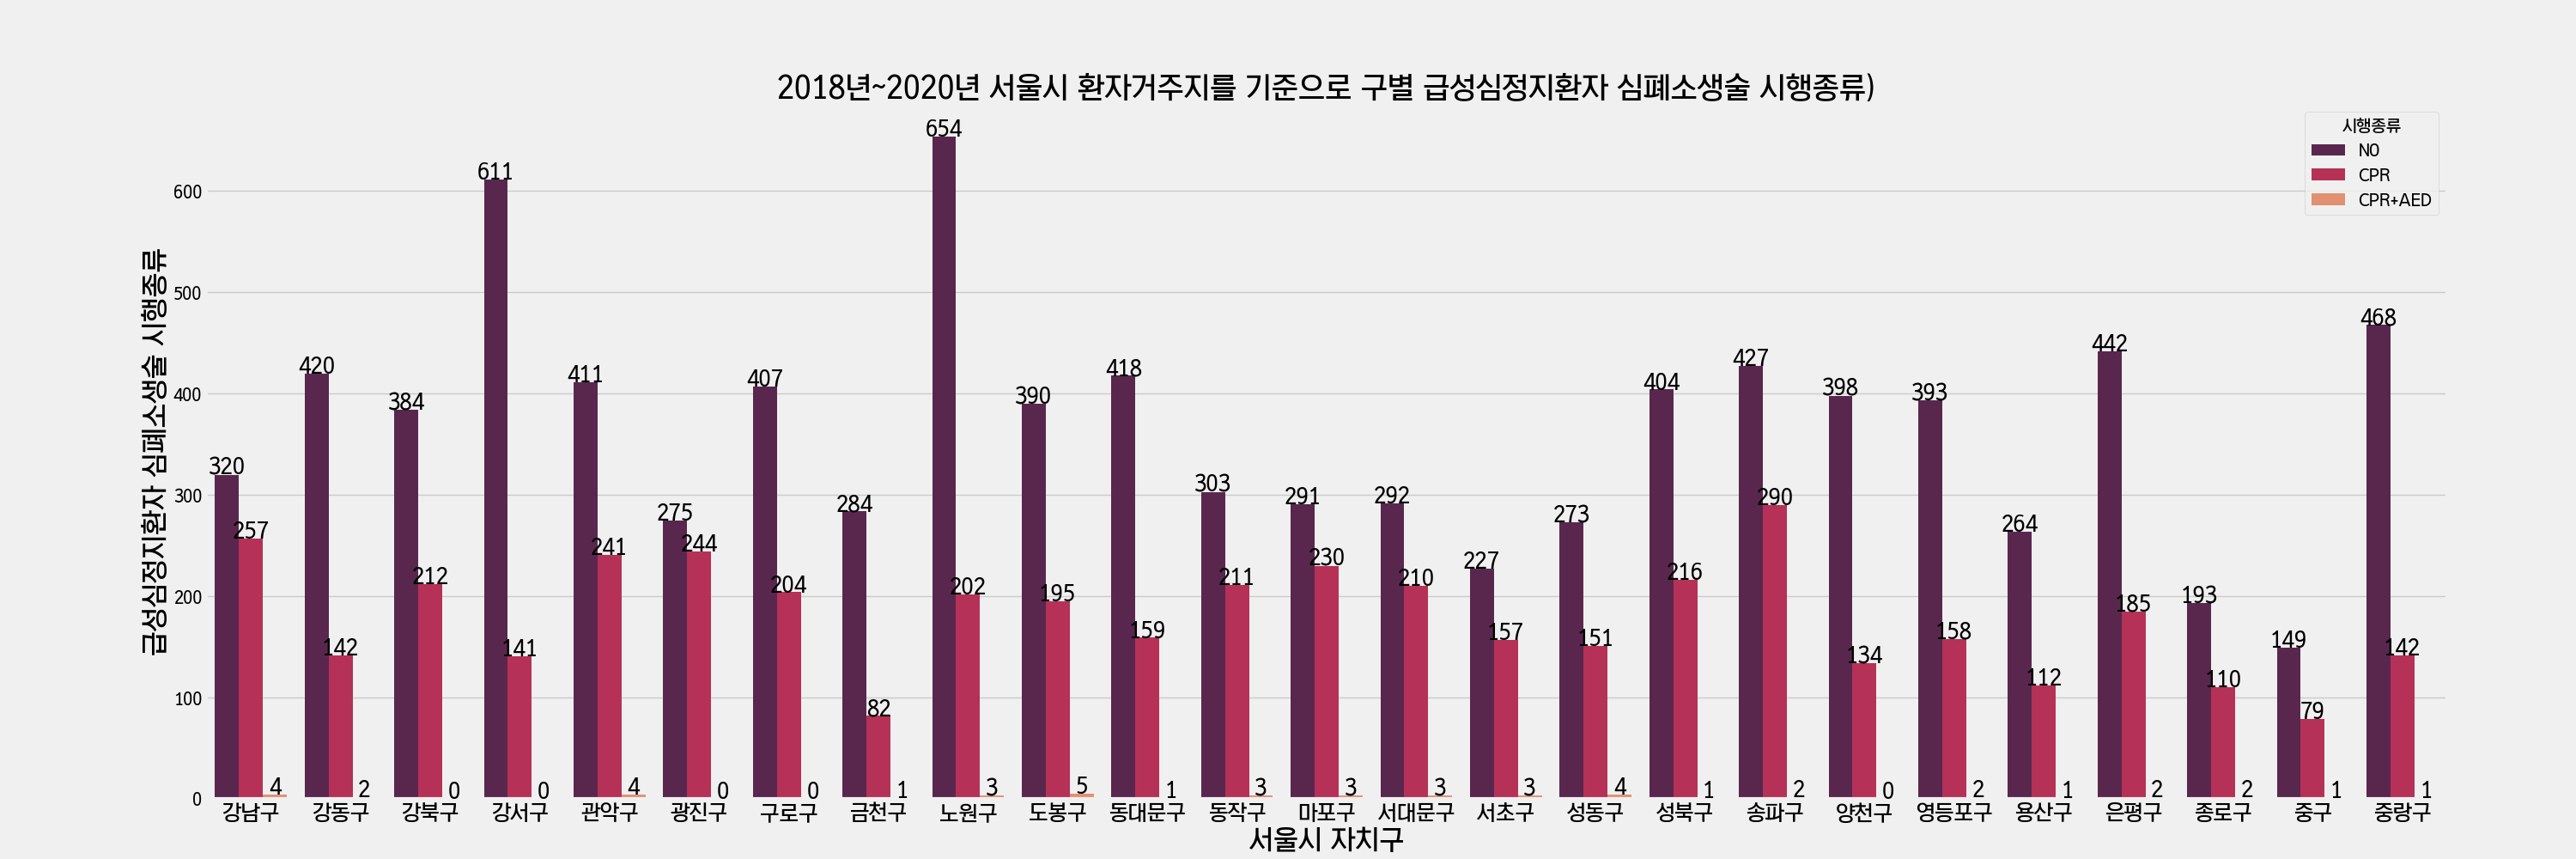 2018년~2020년 서울시 환자거주지를 기준으로 구별 급성심정지환자 심폐소생술 시행종류)
시행종류
NO
CPR
CPR+AED
급성심정지환자 심폐소생술 시행종류
600
500
400
300
200
100
0
320 257 4
420 142 2
384 212 0
611 141 0
411 241 4
275 244 0
407 204 0
284 82 1
654 202 3
390 195 5
418 159 1
303 211 3
291 230 3
292 210 3
227 157 3
273 151 4
404 216 1
427 290 2
398 134 0
393 158 2
264 112 1
442 185 2
193 110 2
149 79 1
468 142 1
강남구 강동구 강북구 강서구 관악구 광진구 구로구 금천구 노원구 도봉구 동대문구 동작구 마포구 서대문구 서초구 성동구 성북구 송파구 양천구 영등포구 용산구 은평구 종로구 중구 중랑구
서울시 자치구